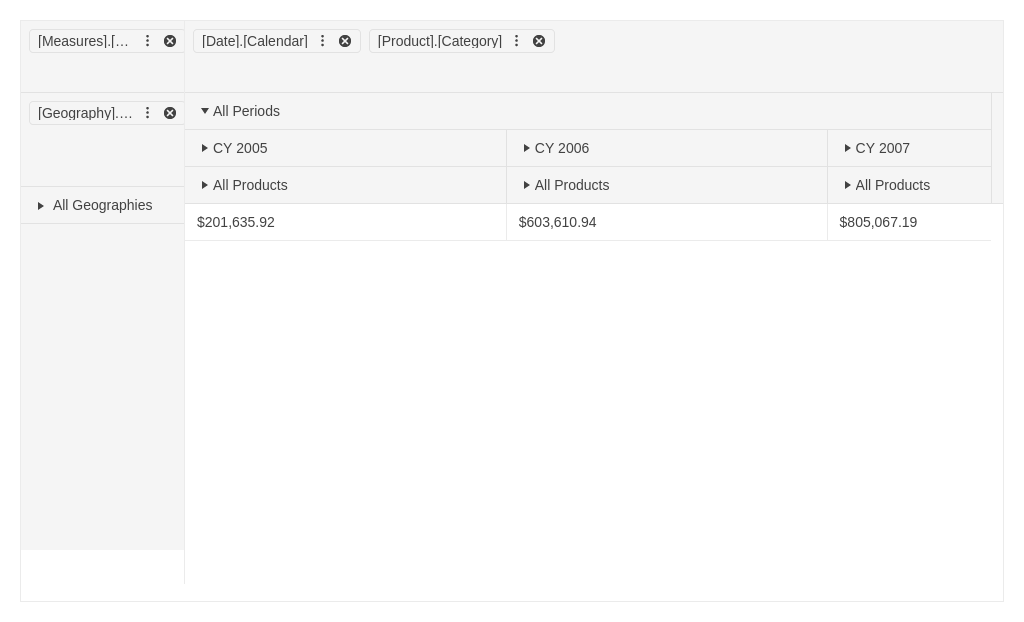 [Measures].[… [Date].[Calendar] [Product].[Category]
[Geography].… All Periods
CY 2005 CY 2006 CY 2007
All Products All Products All Products
All Geographies
$201,635.92 $603,610.94 $805,067.19